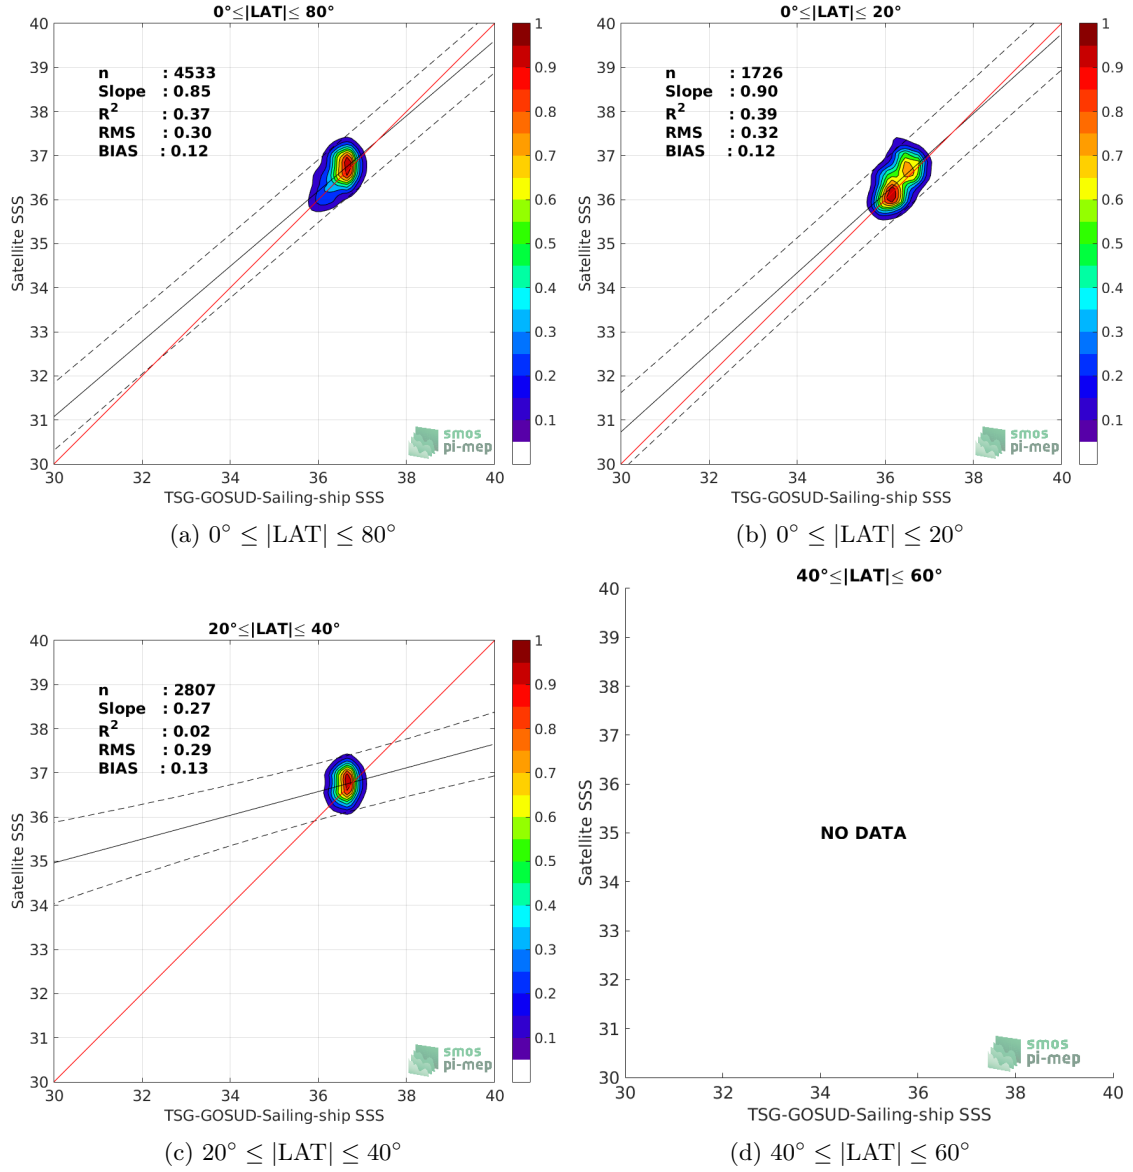 0°≤|LAT|≤ 80°
40
39
38
37
36
35
34
33
32
31
30
Satellite SSS
n : 4533
Slope : 0.85
R2 : 0.37
RMS : 0.30
BIAS : 0.12
smos
pi-mep
30 32 34 36 38 40
TSG-GOSUD-Sailing-ship SSS
1
0.9
0.8
0.7
0.6
0.5
0.4
0.3
0.2
0.1
(a) 0° ≤ |LAT| ≤ 80°
0°≤|LAT|≤ 20°
40
39
38
37
36
35
34
33
32
31
30
Satellite SSS
n : 1726
Slope : 0.90
R2 : 0.39
RMS : 0.32
BIAS : 0.12
smos
pi-mep
30 32 34 36 38 40
TSG-GOSUD-Sailing-ship SSS
1
0.9
0.8
0.7
0.6
0.5
0.4
0.3
0.2
0.1
(b) 0° ≤ |LAT| ≤ 20°
20°≤|LAT|≤ 40°
40
39
38
37
36
35
34
33
32
31
30
Satellite SSS
n : 2807
Slope : 0.27
R2 : 0.02
RMS : 0.29
BIAS : 0.13
smos
pi-mep
30 32 34 36 38 40
TSG-GOSUD-Sailing-ship SSS
1
0.9
0.8
0.7
0.6
0.5
0.4
0.3
0.2
0.1
(c) 20° ≤ |LAT| ≤ 40°
40°≤|LAT|≤ 60°
40
39
38
37
36
35
34
33
32
31
30
Satellite SSS
NO DATA
smos
pi-mep
30 32 34 36 38 40
TSG-GOSUD-Sailing-ship SSS
(d) 40° ≤ |LAT| ≤ 60°